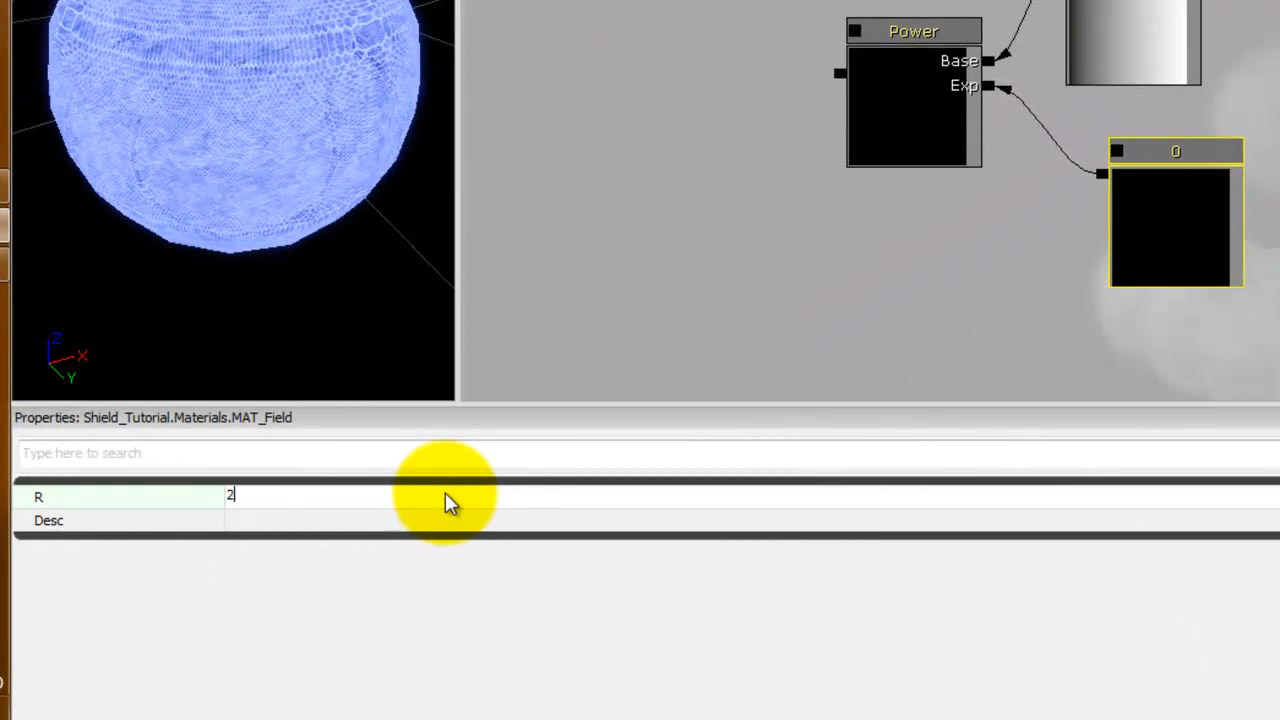 Power
Base
Exp
0
Z
X
Y
Properties: Shield_Tutorial.Materials.MAT_Field
Type here to search
R 2
Desc